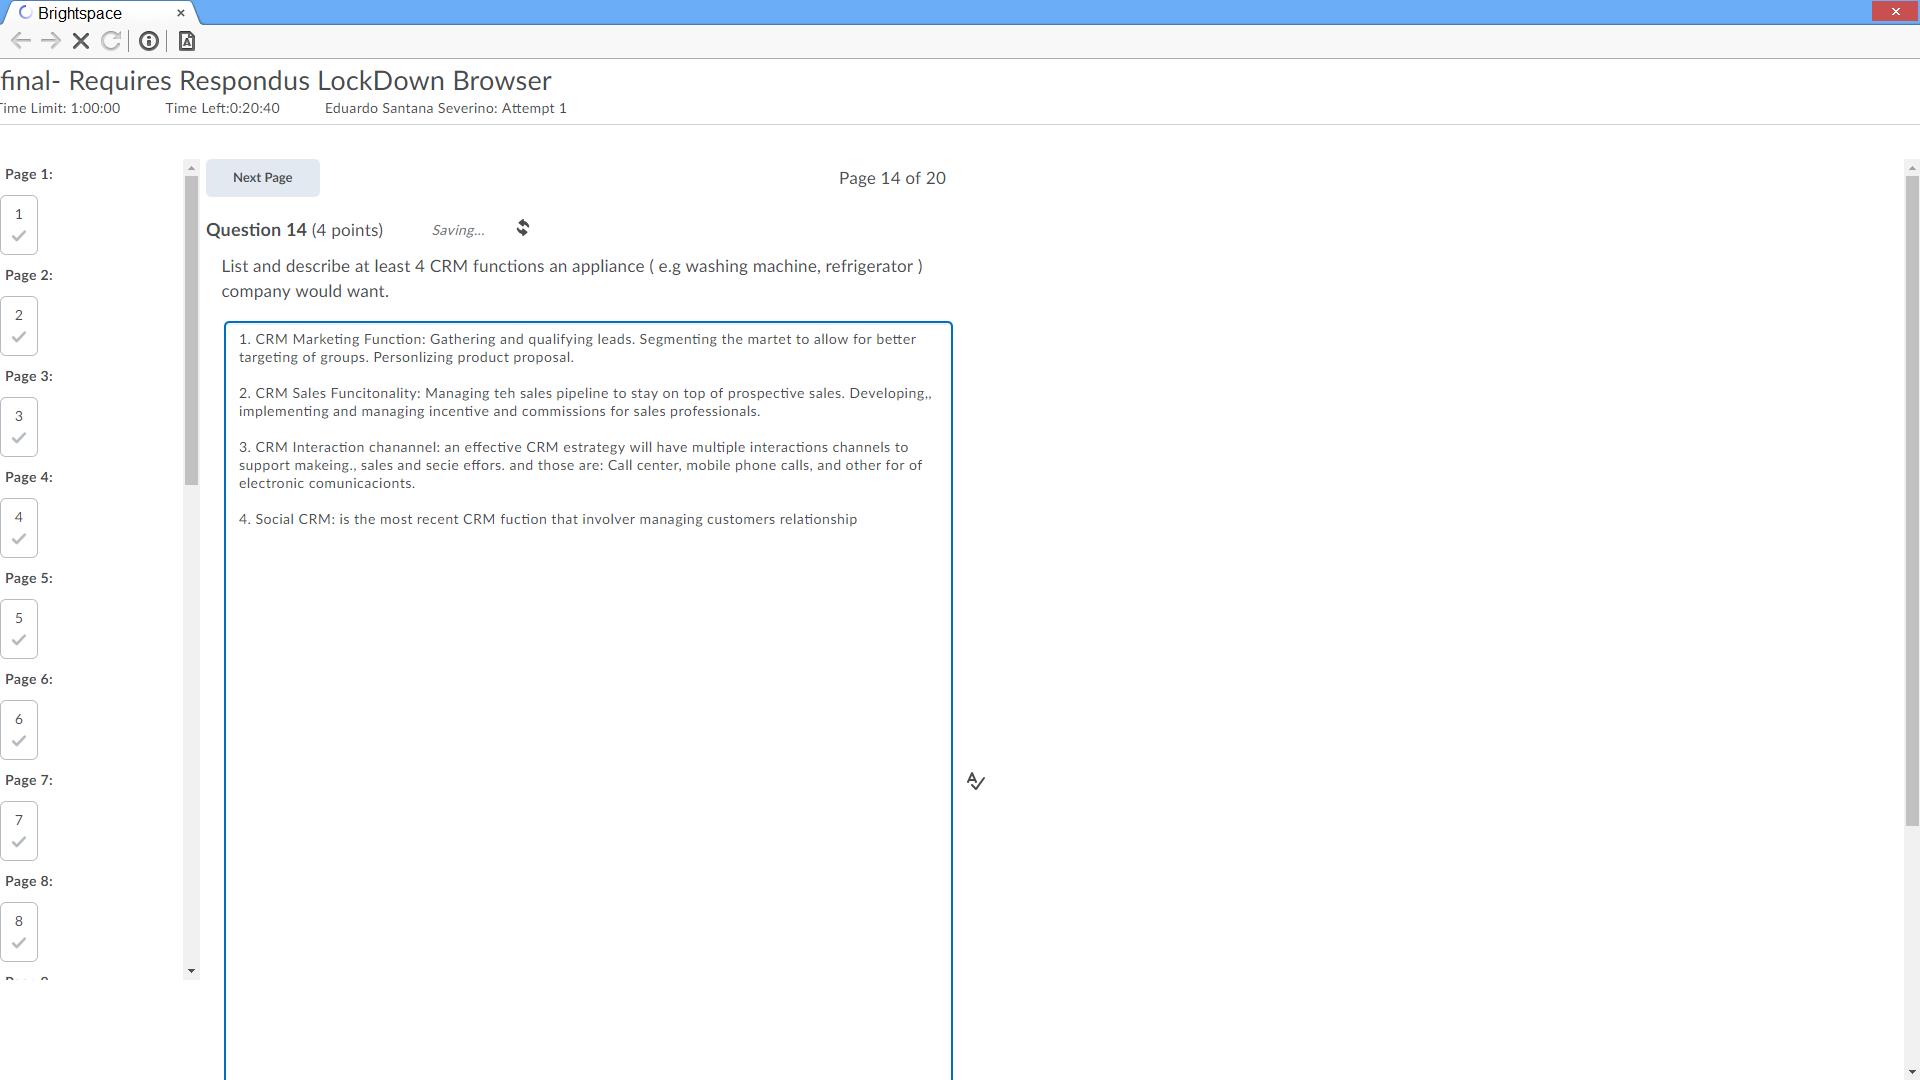 Brightspace
final- Requires Respondus LockDown Browser
Time Limit: 1:00:00 Time Left:0:20:40 Eduardo Santana Severino: Attempt 1
Page 1:
1
Page 2:
2
Page 3:
3
Page 4:
4
Page 5:
5
Page 6:
6
Page 7:
7
Page 8:
8
Next Page
Page 14 of 20
Question 14 (4 points) Saving...
List and describe at least 4 CRM functions an appliance ( e.g washing machine, refrigerator )
company would want.
1. CRM Marketing Function: Gathering and qualifying leads. Segmenting the martet to allow for better
targeting of groups. Personlizing product proposal.
2. CRM Sales Funcitonality: Managing teh sales pipeline to stay on top of prospective sales. Developing,,
implementing and managing incentive and commissions for sales professionals.
3. CRM Interaction chanannel: an effective CRM estrategy will have multiple interactions channels to
support makeing., sales and secie effors. and those are: Call center, mobile phone calls, and other for of
electronic comunicacionts.
4. Social CRM: is the most recent CRM fuction that involver managing customers relationship